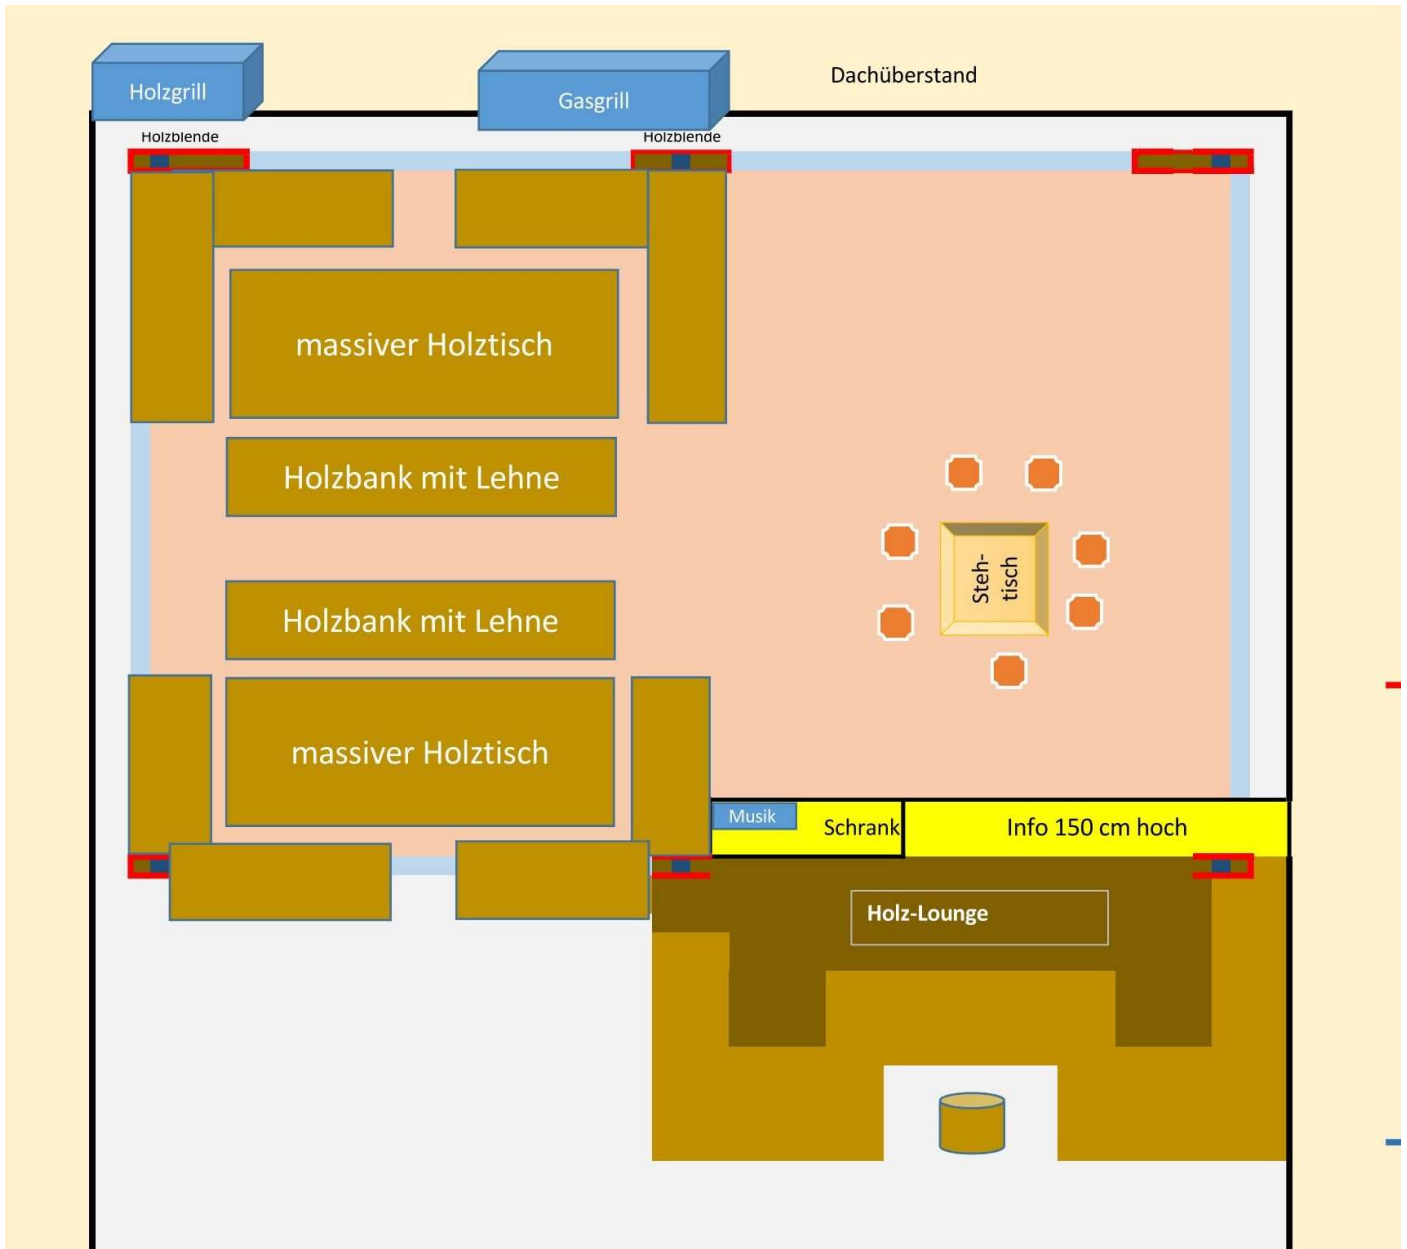 Dachüberstand
Holzgrill
Gasgrill
Holzblende
Holzblende
massiver Holztisch
Holzbank mit Lehne
Steh-
tisch
Holzbank mit Lehne
massiver Holztisch
Musik
Schrank
Info 150 cm hoch
Holz-Lounge